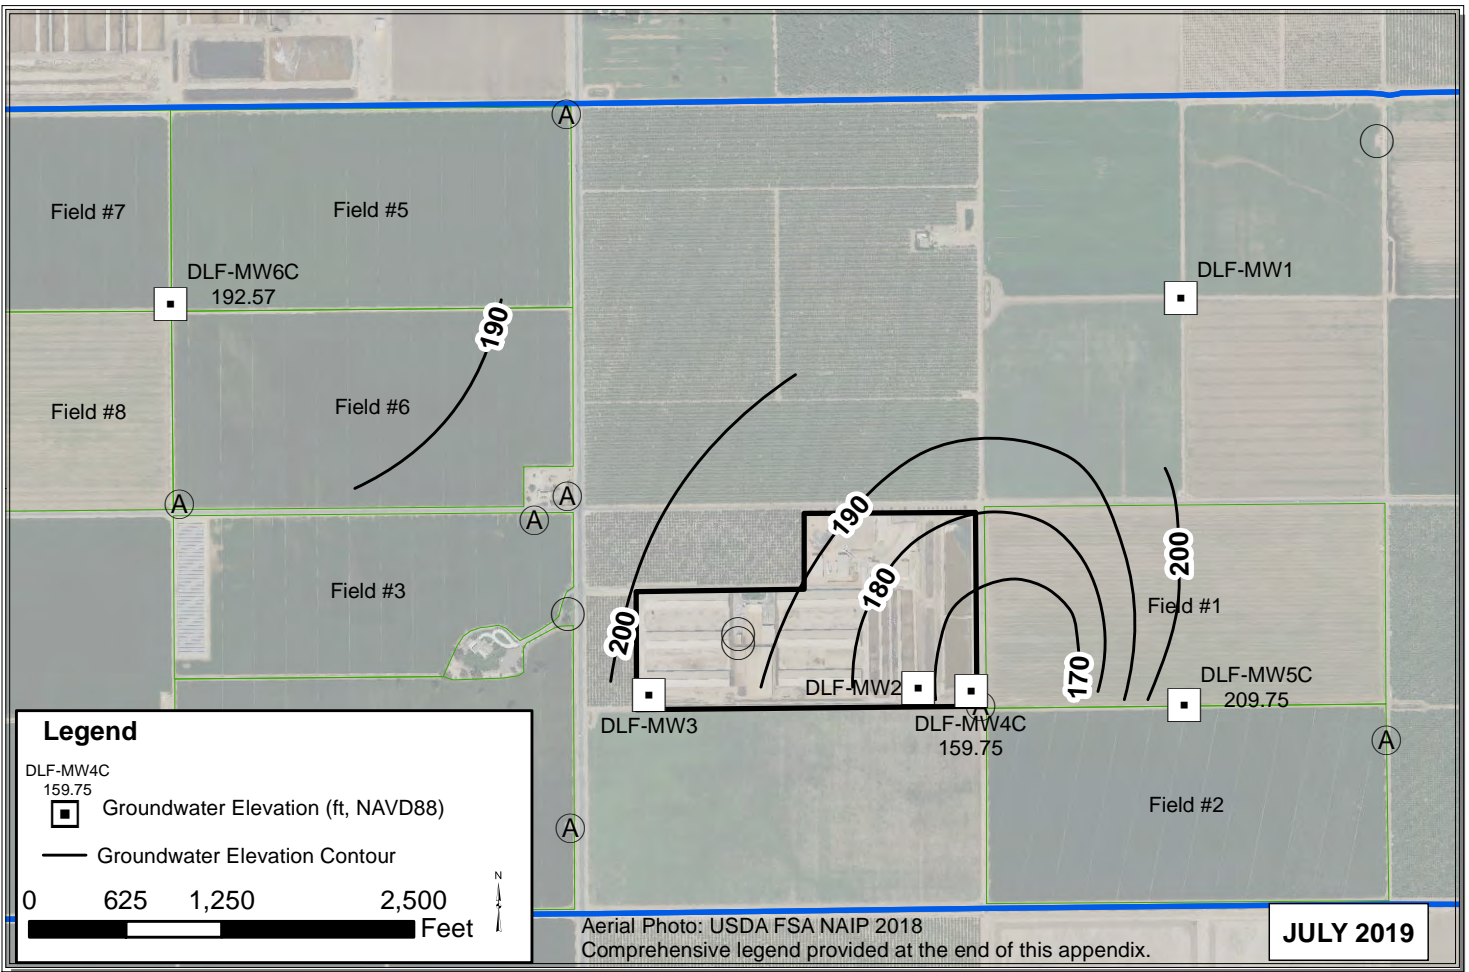 A
Field #7
Field #5
DLF-MW6C
192.57
DLF-MW1
190
Field #8
Field #6
A
A
A
190
180
200
200
Field #3
Field #1
170
DLF-MW2
DLF-MW3
DLF-MW4C
159.75
A
DLF-MW5C
209.75
A
Field #2
A
Legend
DLF-MW4C
159.75
Groundwater Elevation (ft, NAVD88)
Groundwater Elevation Contour
0 625 1,250 2,500
Feet
N
Aerial Photo: USDA FSA NAIP 2018
Comprehensive legend provided at the end of this appendix.
JULY 2019